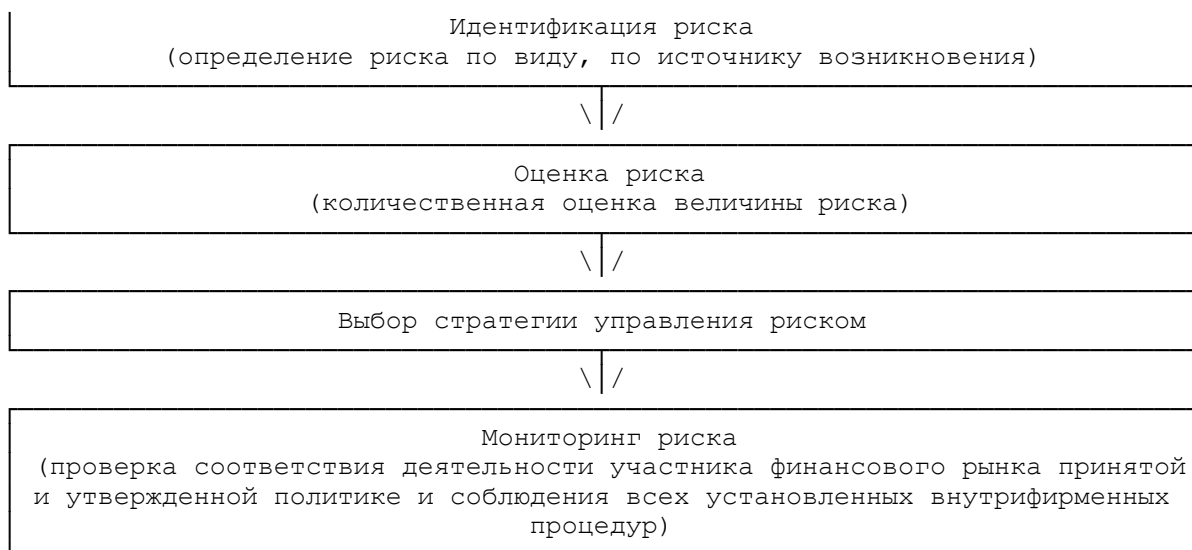 Идентификация риска
(определение риска по виду, по источнику возникновения)
Оценка риска
(количественная оценка величины риска)
Выбор стратегии управления риском
Мониторинг риска
(проверка соответствия деятельности участника финансового рынка принятой
и утвержденной политике и соблюдения всех установленных внутрифирменных
процедур)